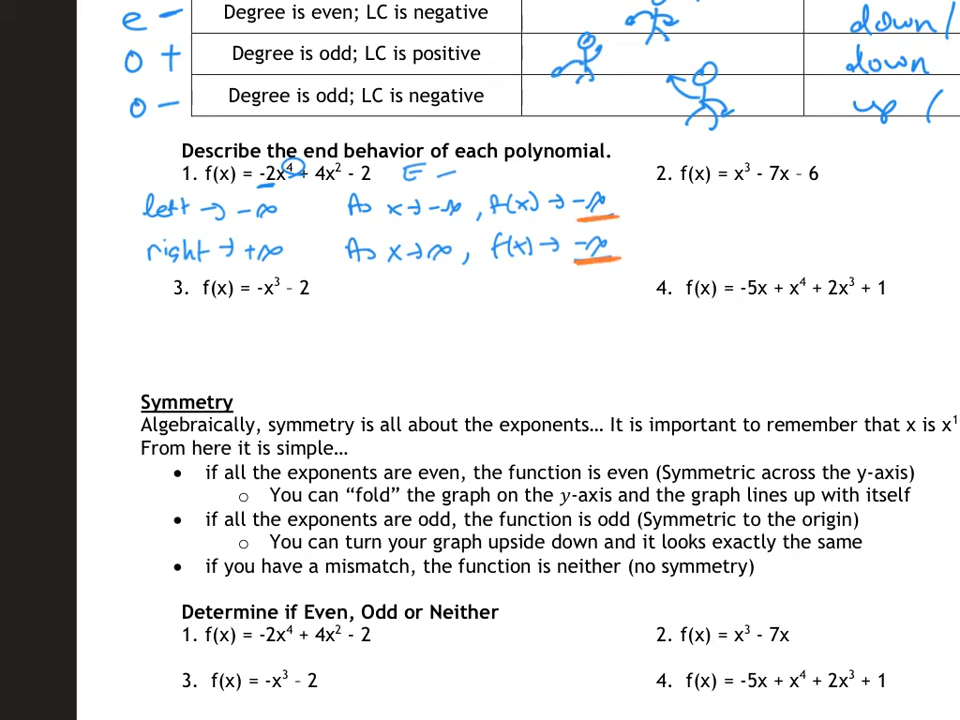 e - Degree is even; LC is negative down/
o + Degree is odd; LC is positive down
o - Degree is odd; LC is negative up (
Describe the end behavior of each polynomial.
1. f(x) = -2x⁴ + 4x² - 2 E - 2. f(x) = x³ - 7x – 6
left → -∞ As x→-∞, f(x) → -∞
right → +∞ As x→∞, f(x) → -∞
3. f(x) = -x³ – 2 4. f(x) = -5x + x⁴ + 2x³ + 1
Symmetry
Algebraically, symmetry is all about the exponents… It is important to remember that x is x¹
From here it is simple…
• if all the exponents are even, the function is even (Symmetric across the y-axis)
o You can “fold” the graph on the y-axis and the graph lines up with itself
• if all the exponents are odd, the function is odd (Symmetric to the origin)
o You can turn your graph upside down and it looks exactly the same
• if you have a mismatch, the function is neither (no symmetry)
Determine if Even, Odd or Neither
1. f(x) = -2x⁴ + 4x² - 2 2. f(x) = x³ - 7x
3. f(x) = -x³ – 2 4. f(x) = -5x + x⁴ + 2x³ + 1